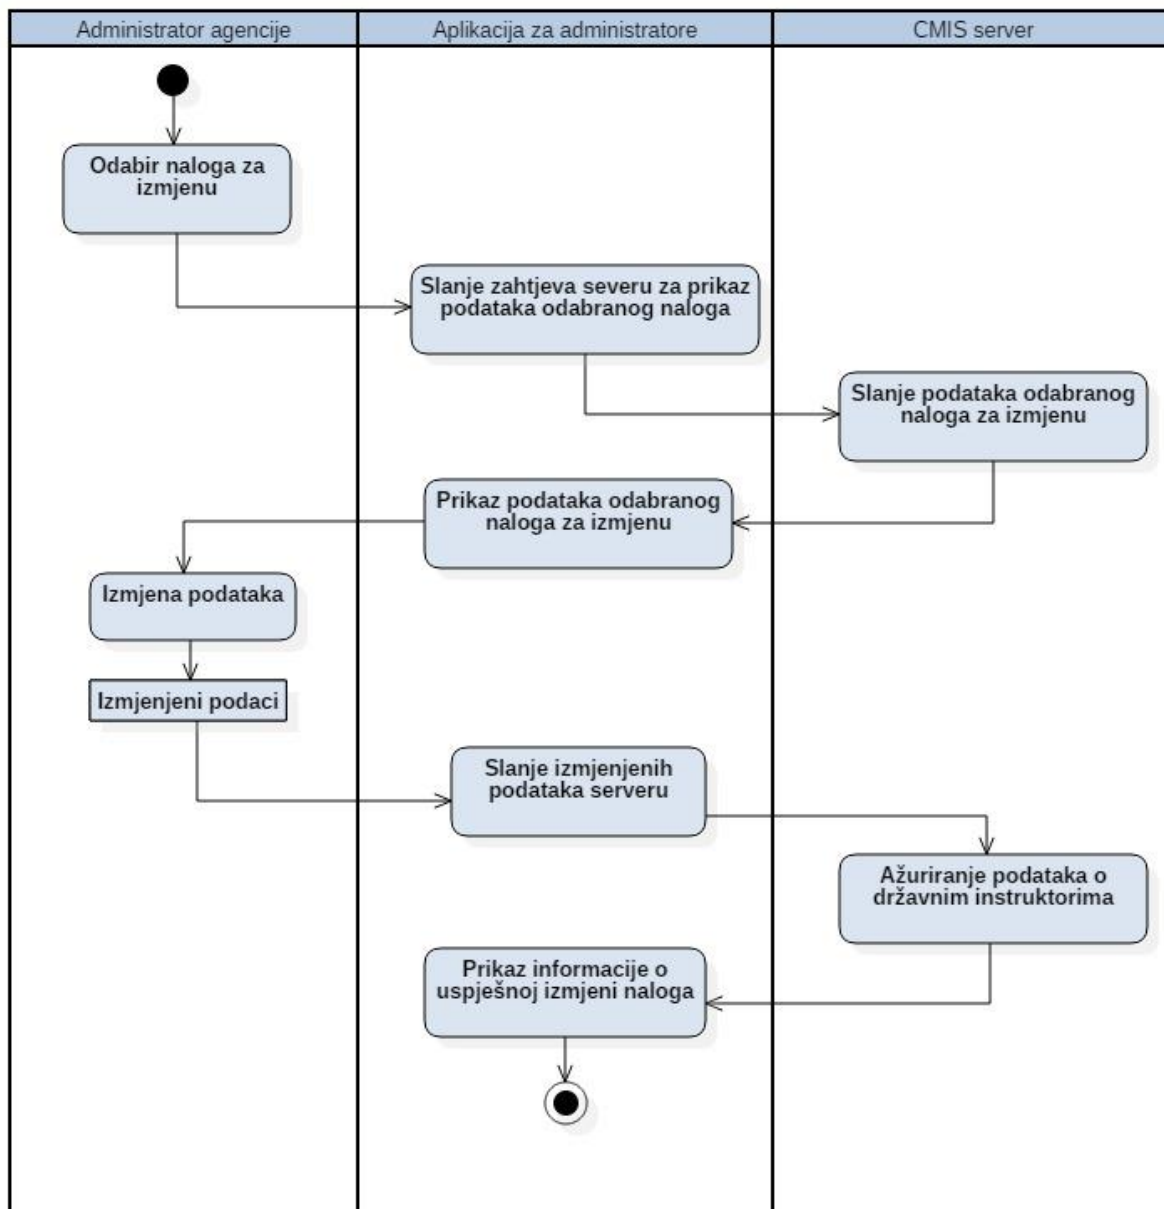 Administrator agencije
Aplikacija za administratore
CMIS server
Odabir naloga za
izmjenu
Slanje zahtjeva severu za prikaz
podataka odabranog naloga
Slanje podataka odabranog
naloga za izmjenu
Prikaz podataka odabranog
naloga za izmjenu
Izmjena podataka
Izmjenjeni podaci
Slanje izmjenjenih
podataka serveru
Ažuriranje podataka o
državnim instruktorima
Prikaz informacije o
uspješnoj izmjeni naloga